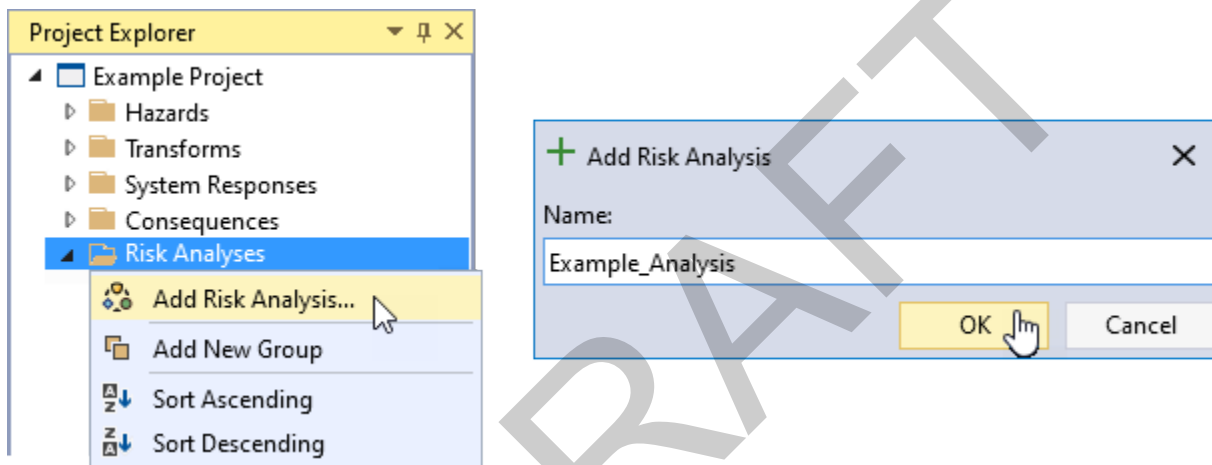 Project Explorer
Example Project
Hazards
Transforms
System Responses
Consequences
Risk Analyses
Add Risk Analysis...
Add New Group
Sort Ascending
Sort Descending
Add Risk Analysis
Name:
Example_Analysis
OK
Cancel
RAFT